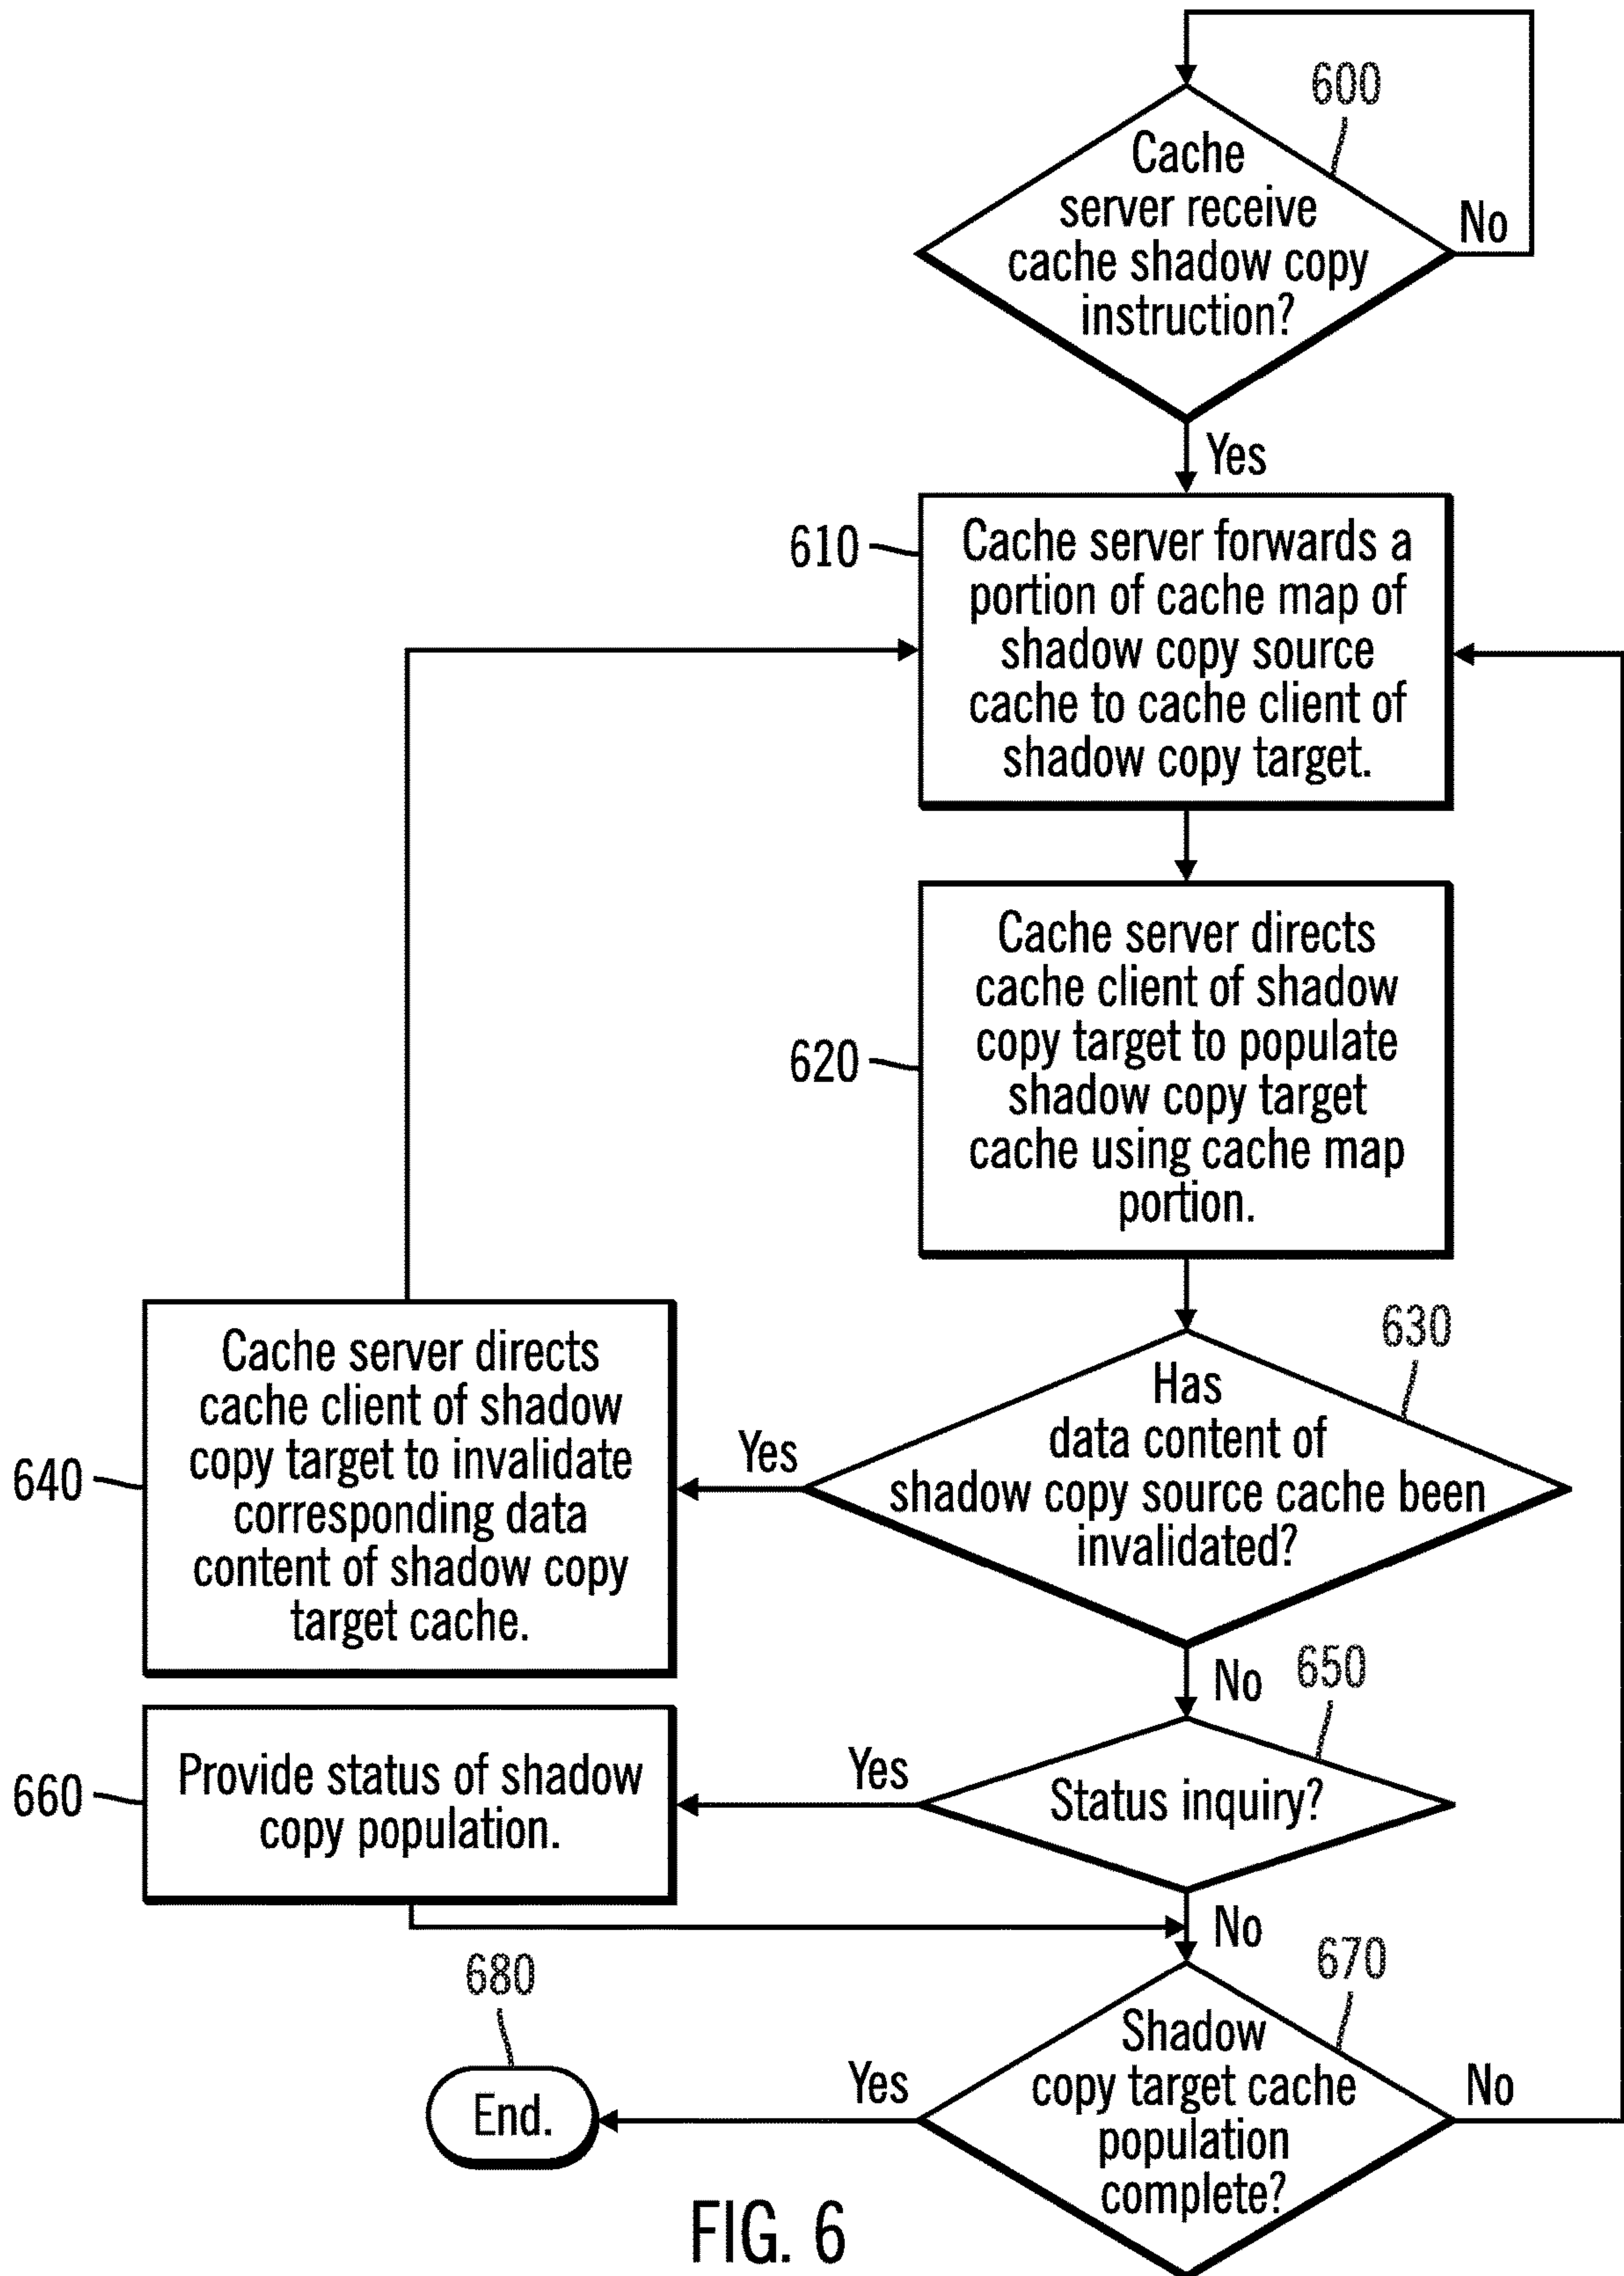 600
Cache
server receive
cache shadow copy
instruction?
No
Yes
610
Cache server forwards a
portion of cache map of
shadow copy source
cache to cache client of
shadow copy target.
620
Cache server directs
cache client of shadow
copy target to populate
shadow copy target
cache using cache map
portion.
630
Has
data content of
shadow copy source cache been
invalidated?
Yes
640
Cache server directs
cache client of shadow
copy target to invalidate
corresponding data
content of shadow copy
target cache.
No
650
Status inquiry?
Yes
660
Provide status of shadow
copy population.
No
670
Shadow
copy target cache
population
complete?
No
Yes
680
End.
FIG. 6